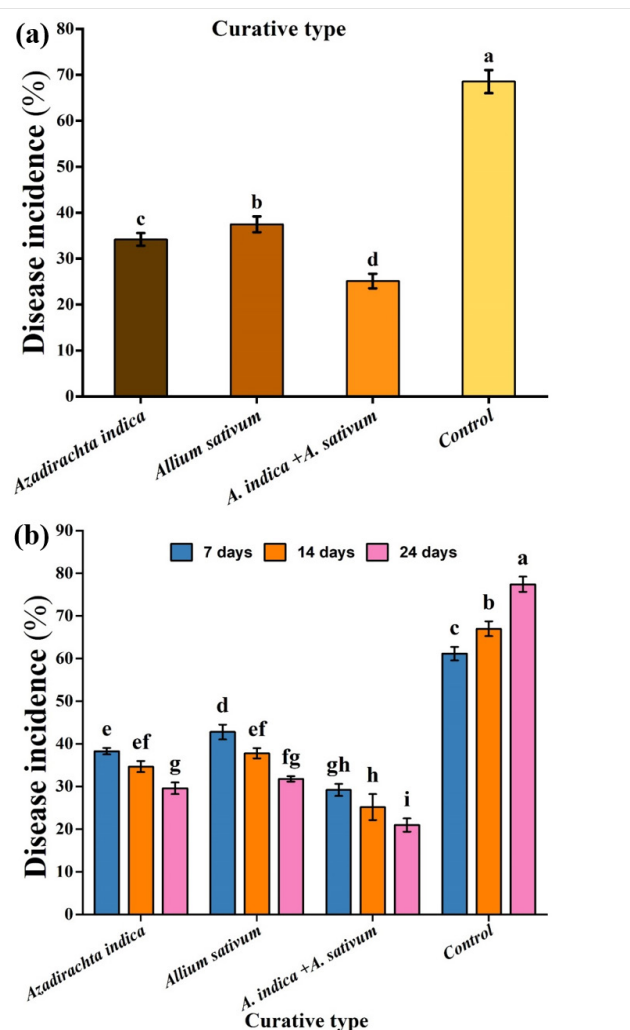 (a)
Curative type
Disease incidence (%)
80
70
60
50
40
30
20
10
0
c
b
d
a
Azadirachta indica
Allium sativum
A. indica +A. sativum
Control
(b)
Disease incidence (%)
90
80
70
60
50
40
30
20
10
0
7 days 14 days 24 days
e ef g
d ef fg
gh h i
c b a
Azadirachta indica
Allium sativum
A. indica +A. sativum
Control
Curative type